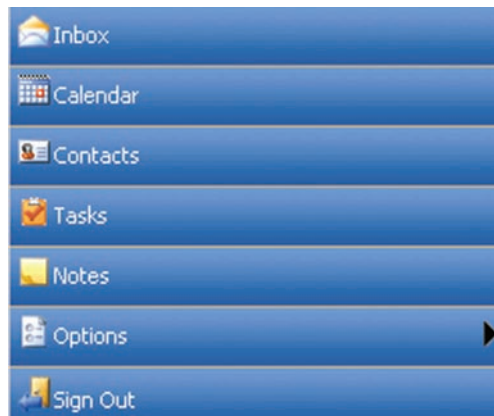 Inbox
Calendar
Contacts
Tasks
Notes
Options
Sign Out